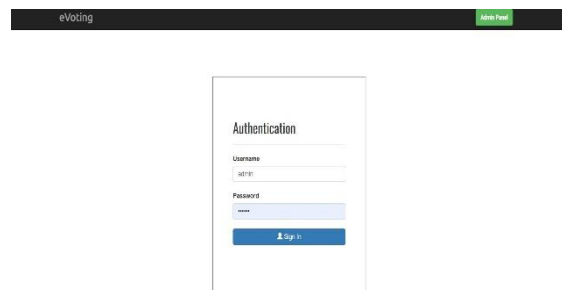 eVoting
Admin Panel
Authentication
Username
admin
Password
•••••
Sign In